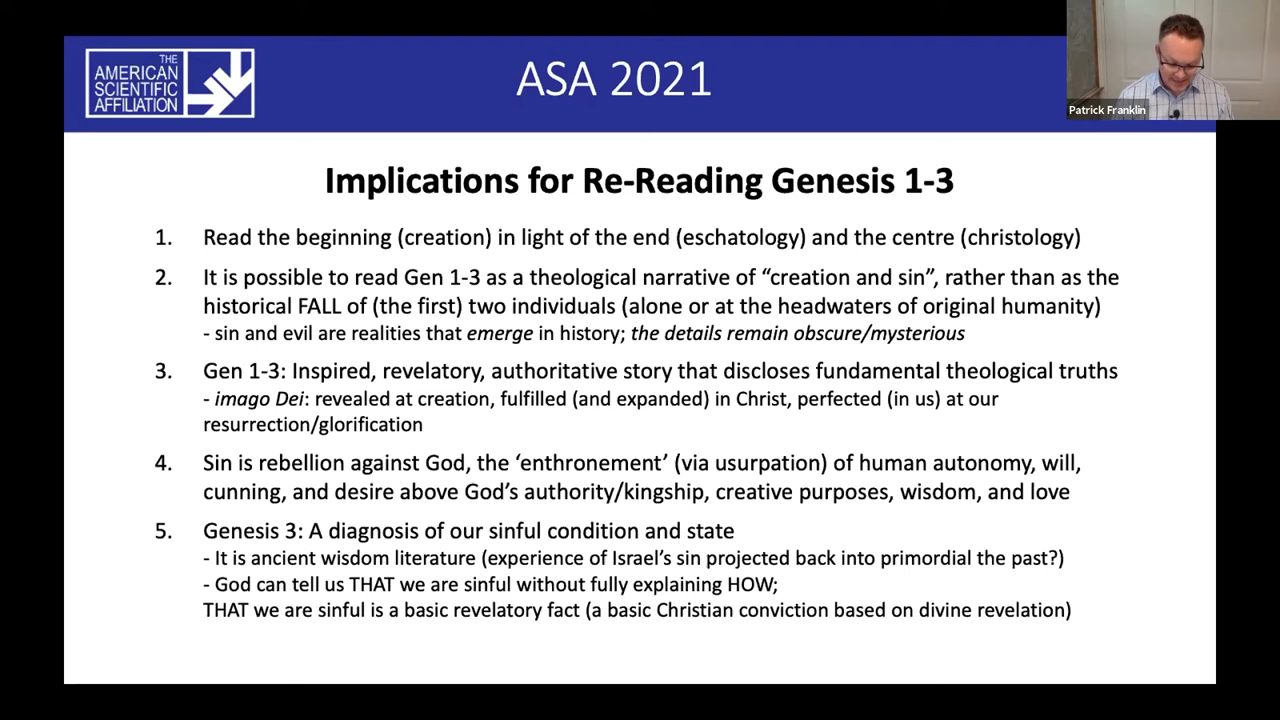 THE
AMERICAN
SCIENTIFIC
AFFILIATION
ASA 2021
Patrick Franklin
Implications for Re-Reading Genesis 1-3
1. Read the beginning (creation) in light of the end (eschatology) and the centre (christology)
2. It is possible to read Gen 1-3 as a theological narrative of “creation and sin”, rather than as the
historical FALL of (the first) two individuals (alone or at the headwaters of original humanity)
- sin and evil are realities that emerge in history; the details remain obscure/mysterious
3. Gen 1-3: Inspired, revelatory, authoritative story that discloses fundamental theological truths
- imago Dei: revealed at creation, fulfilled (and expanded) in Christ, perfected (in us) at our
resurrection/glorification
4. Sin is rebellion against God, the ‘enthronement’ (via usurpation) of human autonomy, will,
cunning, and desire above God’s authority/kingship, creative purposes, wisdom, and love
5. Genesis 3: A diagnosis of our sinful condition and state
- It is ancient wisdom literature (experience of Israel’s sin projected back into primordial the past?)
- God can tell us THAT we are sinful without fully explaining HOW;
THAT we are sinful is a basic revelatory fact (a basic Christian conviction based on divine revelation)